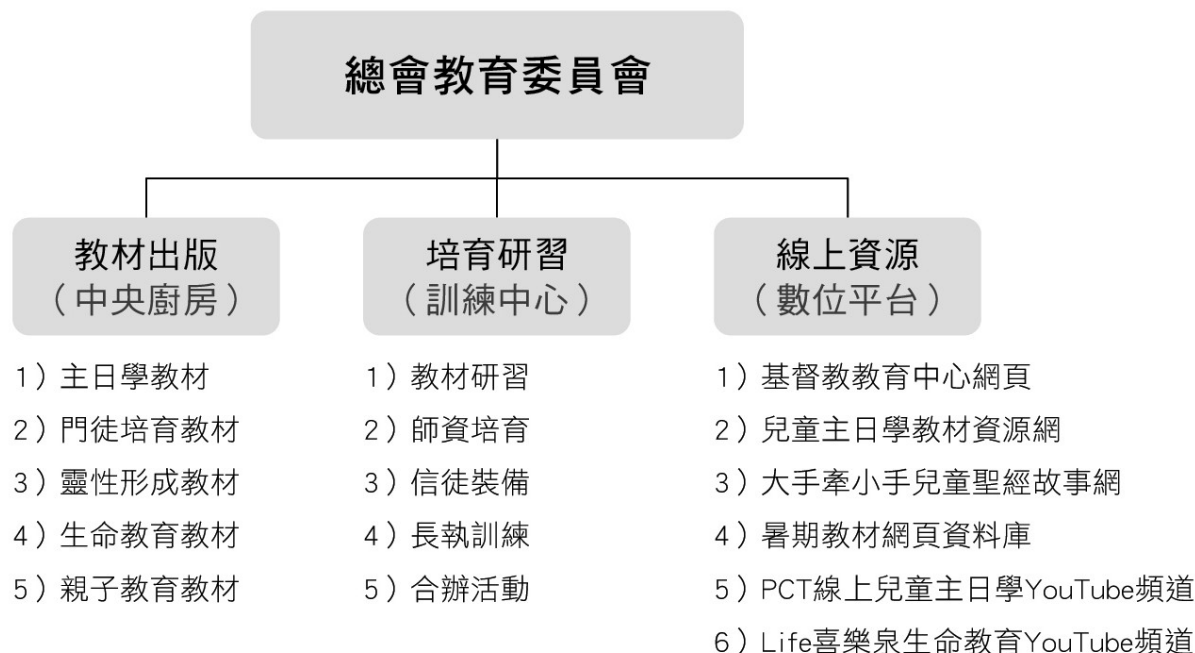 總會教育委員會
教材出版
（中央廚房）
1）主日學教材
2）門徒培育教材
3）靈性形成教材
4）生命教育教材
5）親子教育教材
培育研習
（訓練中心）
1）教材研習
2）師資培育
3）信徒裝備
4）長執訓練
5）合辦活動
線上資源
（數位平台）
1）基督教教育中心網頁
2）兒童主日學教材資源網
3）大手牽小手兒童聖經故事網
4）暑期教材網頁資料庫
5）PCT線上兒童主日學YouTube頻道
6）Life喜樂泉生命教育YouTube頻道